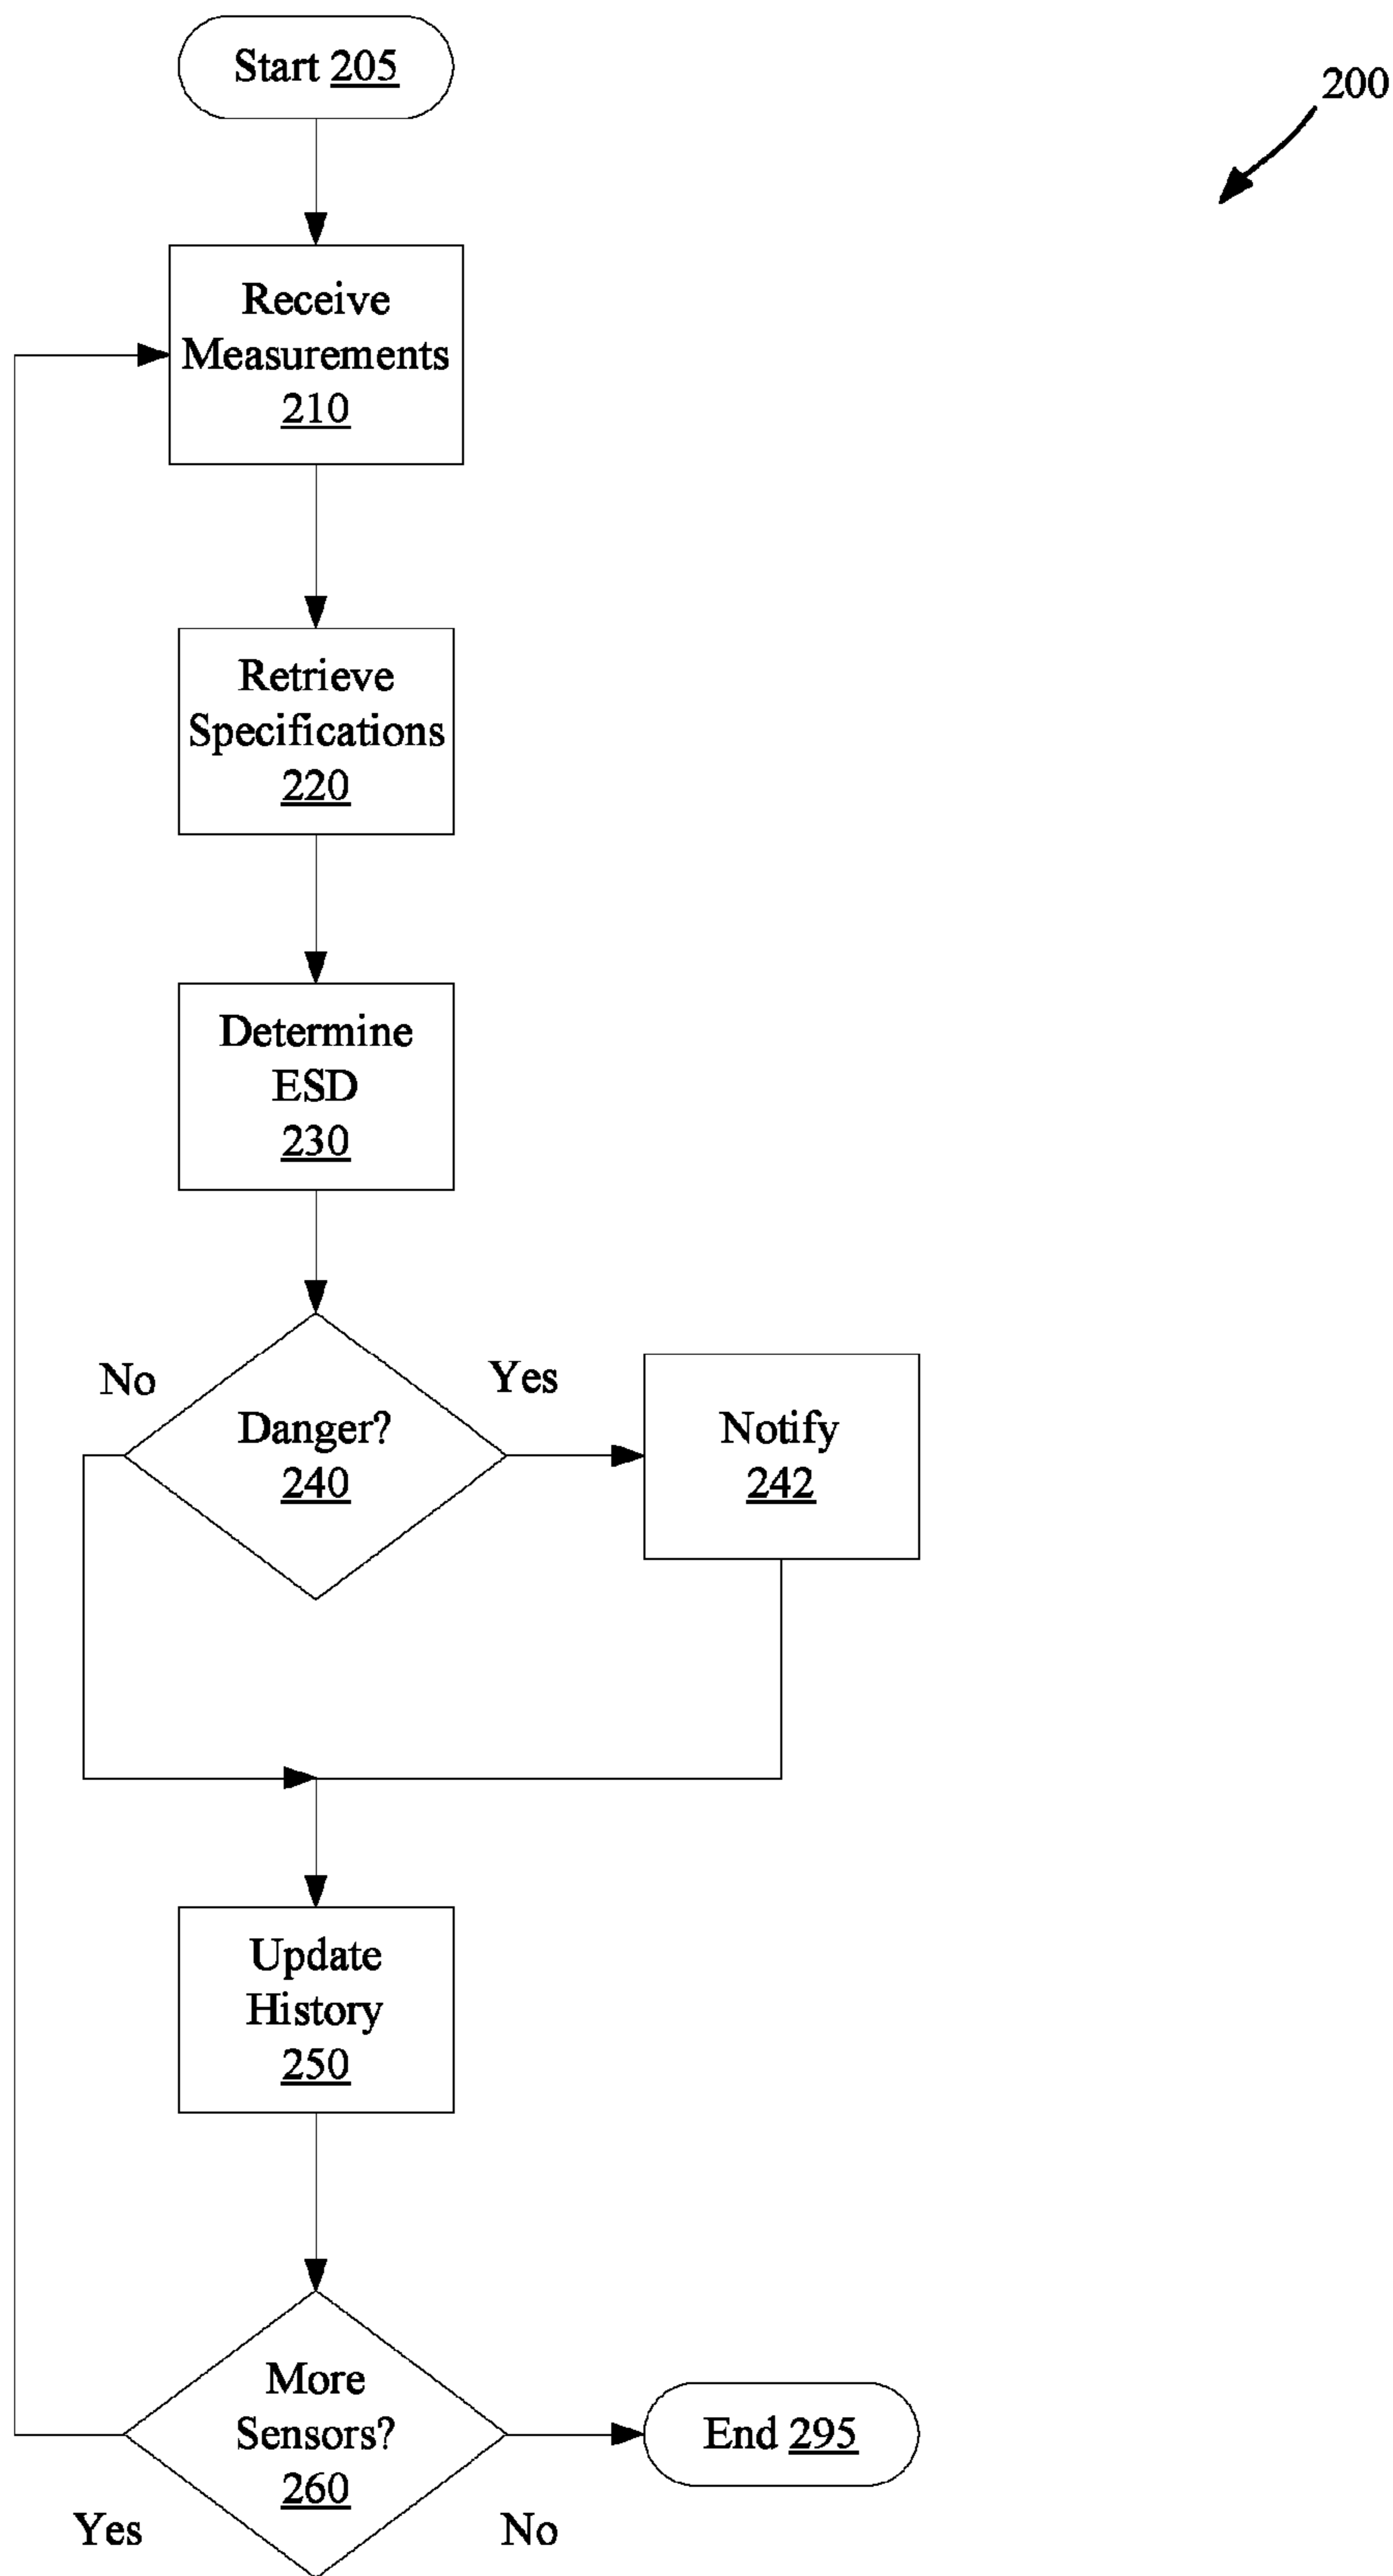 Start 205
200
Receive
Measurements
210
Retrieve
Specifications
220
Determine
ESD
230
No
Yes
Danger?
240
Notify
242
Update
History
250
More
Sensors?
260
End 295
Yes
No